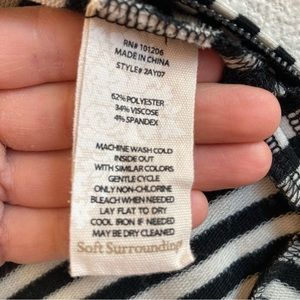 RN# 101206
MADE IN CHINA
STYLE# 2AY07
62% POLYESTER
34% VISCOSE
4% SPANDEX
MACHINE WASH COLD
INSIDE OUT
WITH SIMILAR COLORS
GENTLE CYCLE
ONLY NON-CHLORINE
BLEACH WHEN NEEDED
LAY FLAT TO DRY
COOL IRON IF NEEDED
MAY BE DRY CLEANED
Soft Surroundings